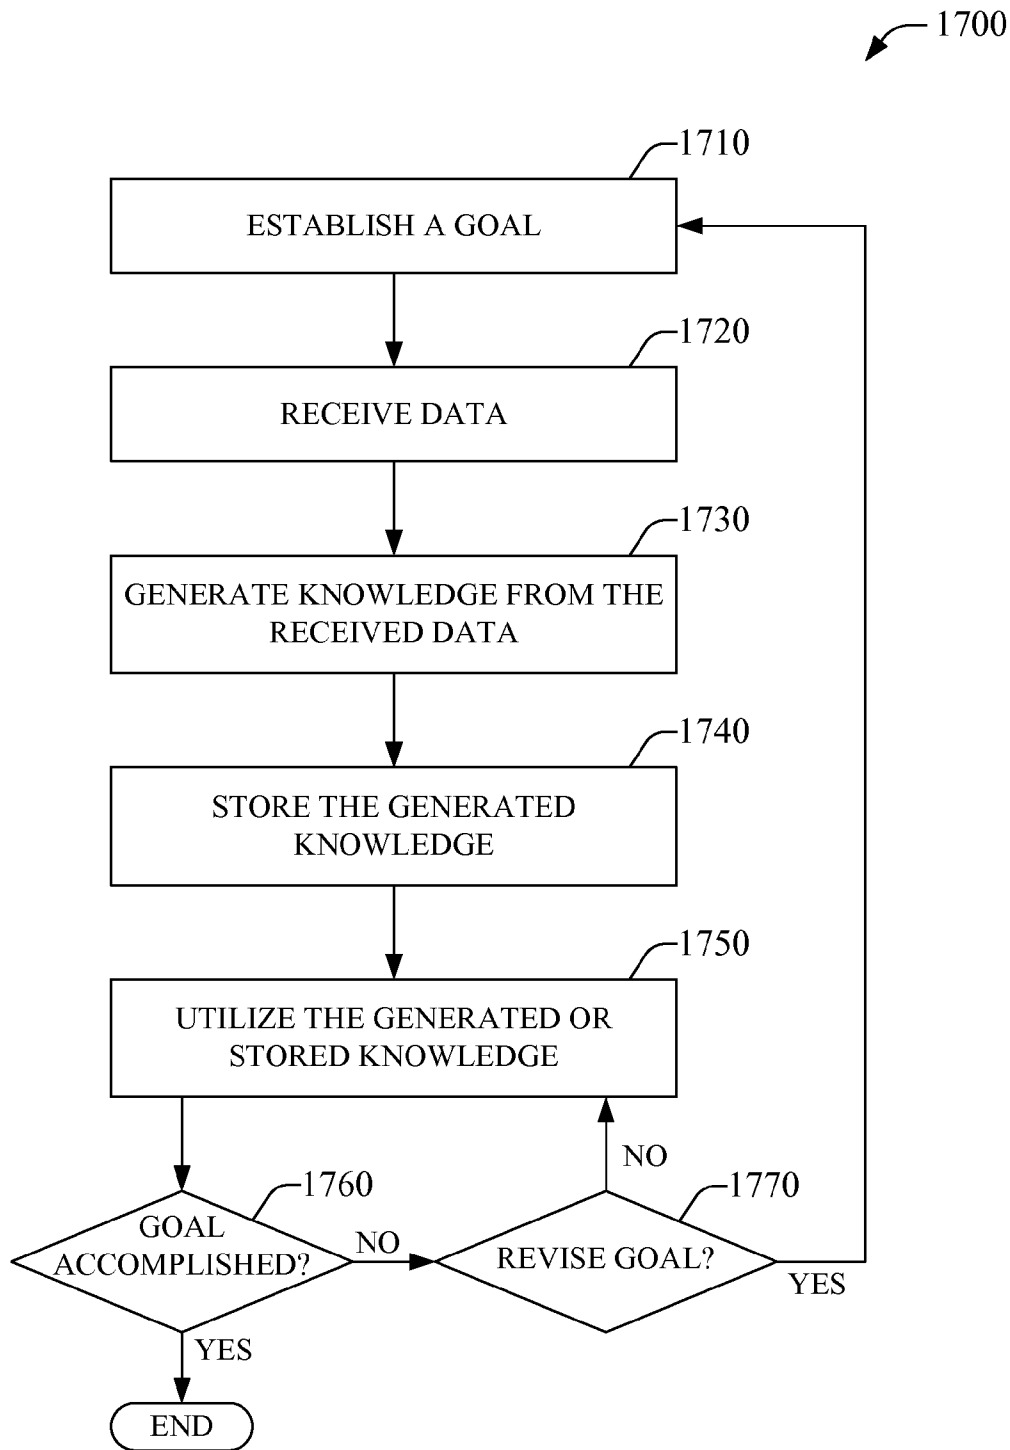 1700
1710
ESTABLISH A GOAL
1720
RECEIVE DATA
1730
GENERATE KNOWLEDGE FROM THE
RECEIVED DATA
1740
STORE THE GENERATED
KNOWLEDGE
1750
UTILIZE THE GENERATED OR
STORED KNOWLEDGE
1760
GOAL
ACCOMPLISHED?
NO
NO
1770
REVISE GOAL?
YES
YES
END